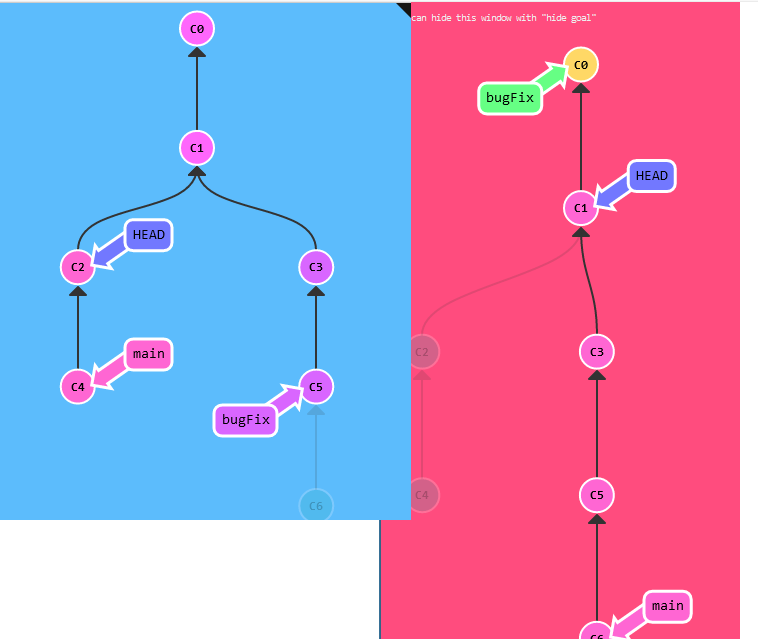 C0
C1
HEAD
C2
C3
main
C4
C5
bugFix
C6
can hide this window with "hide goal"
C0
bugFix
HEAD
C1
C2
C3
C4
C5
main
C6